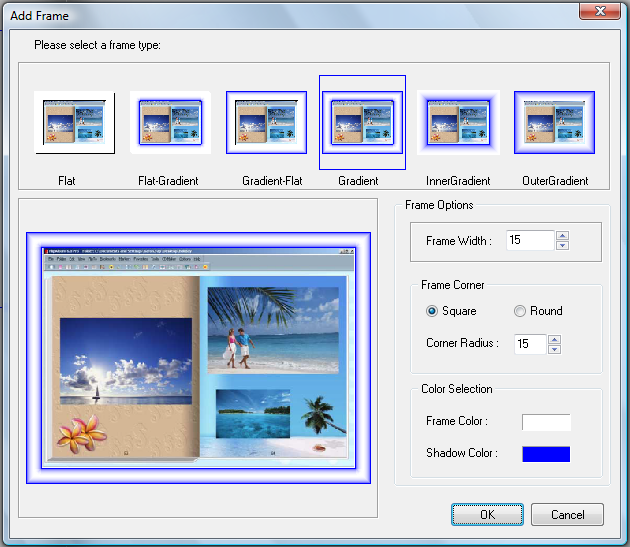 Add Frame
Please select a frame type:
Flat Flat-Gradient Gradient-Flat Gradient InnerGradient OuterGradient
Frame Options
Frame Width : 15
Frame Corner
Square Round
Corner Radius : 15
Color Selection
Frame Color :
Shadow Color :
OK Cancel